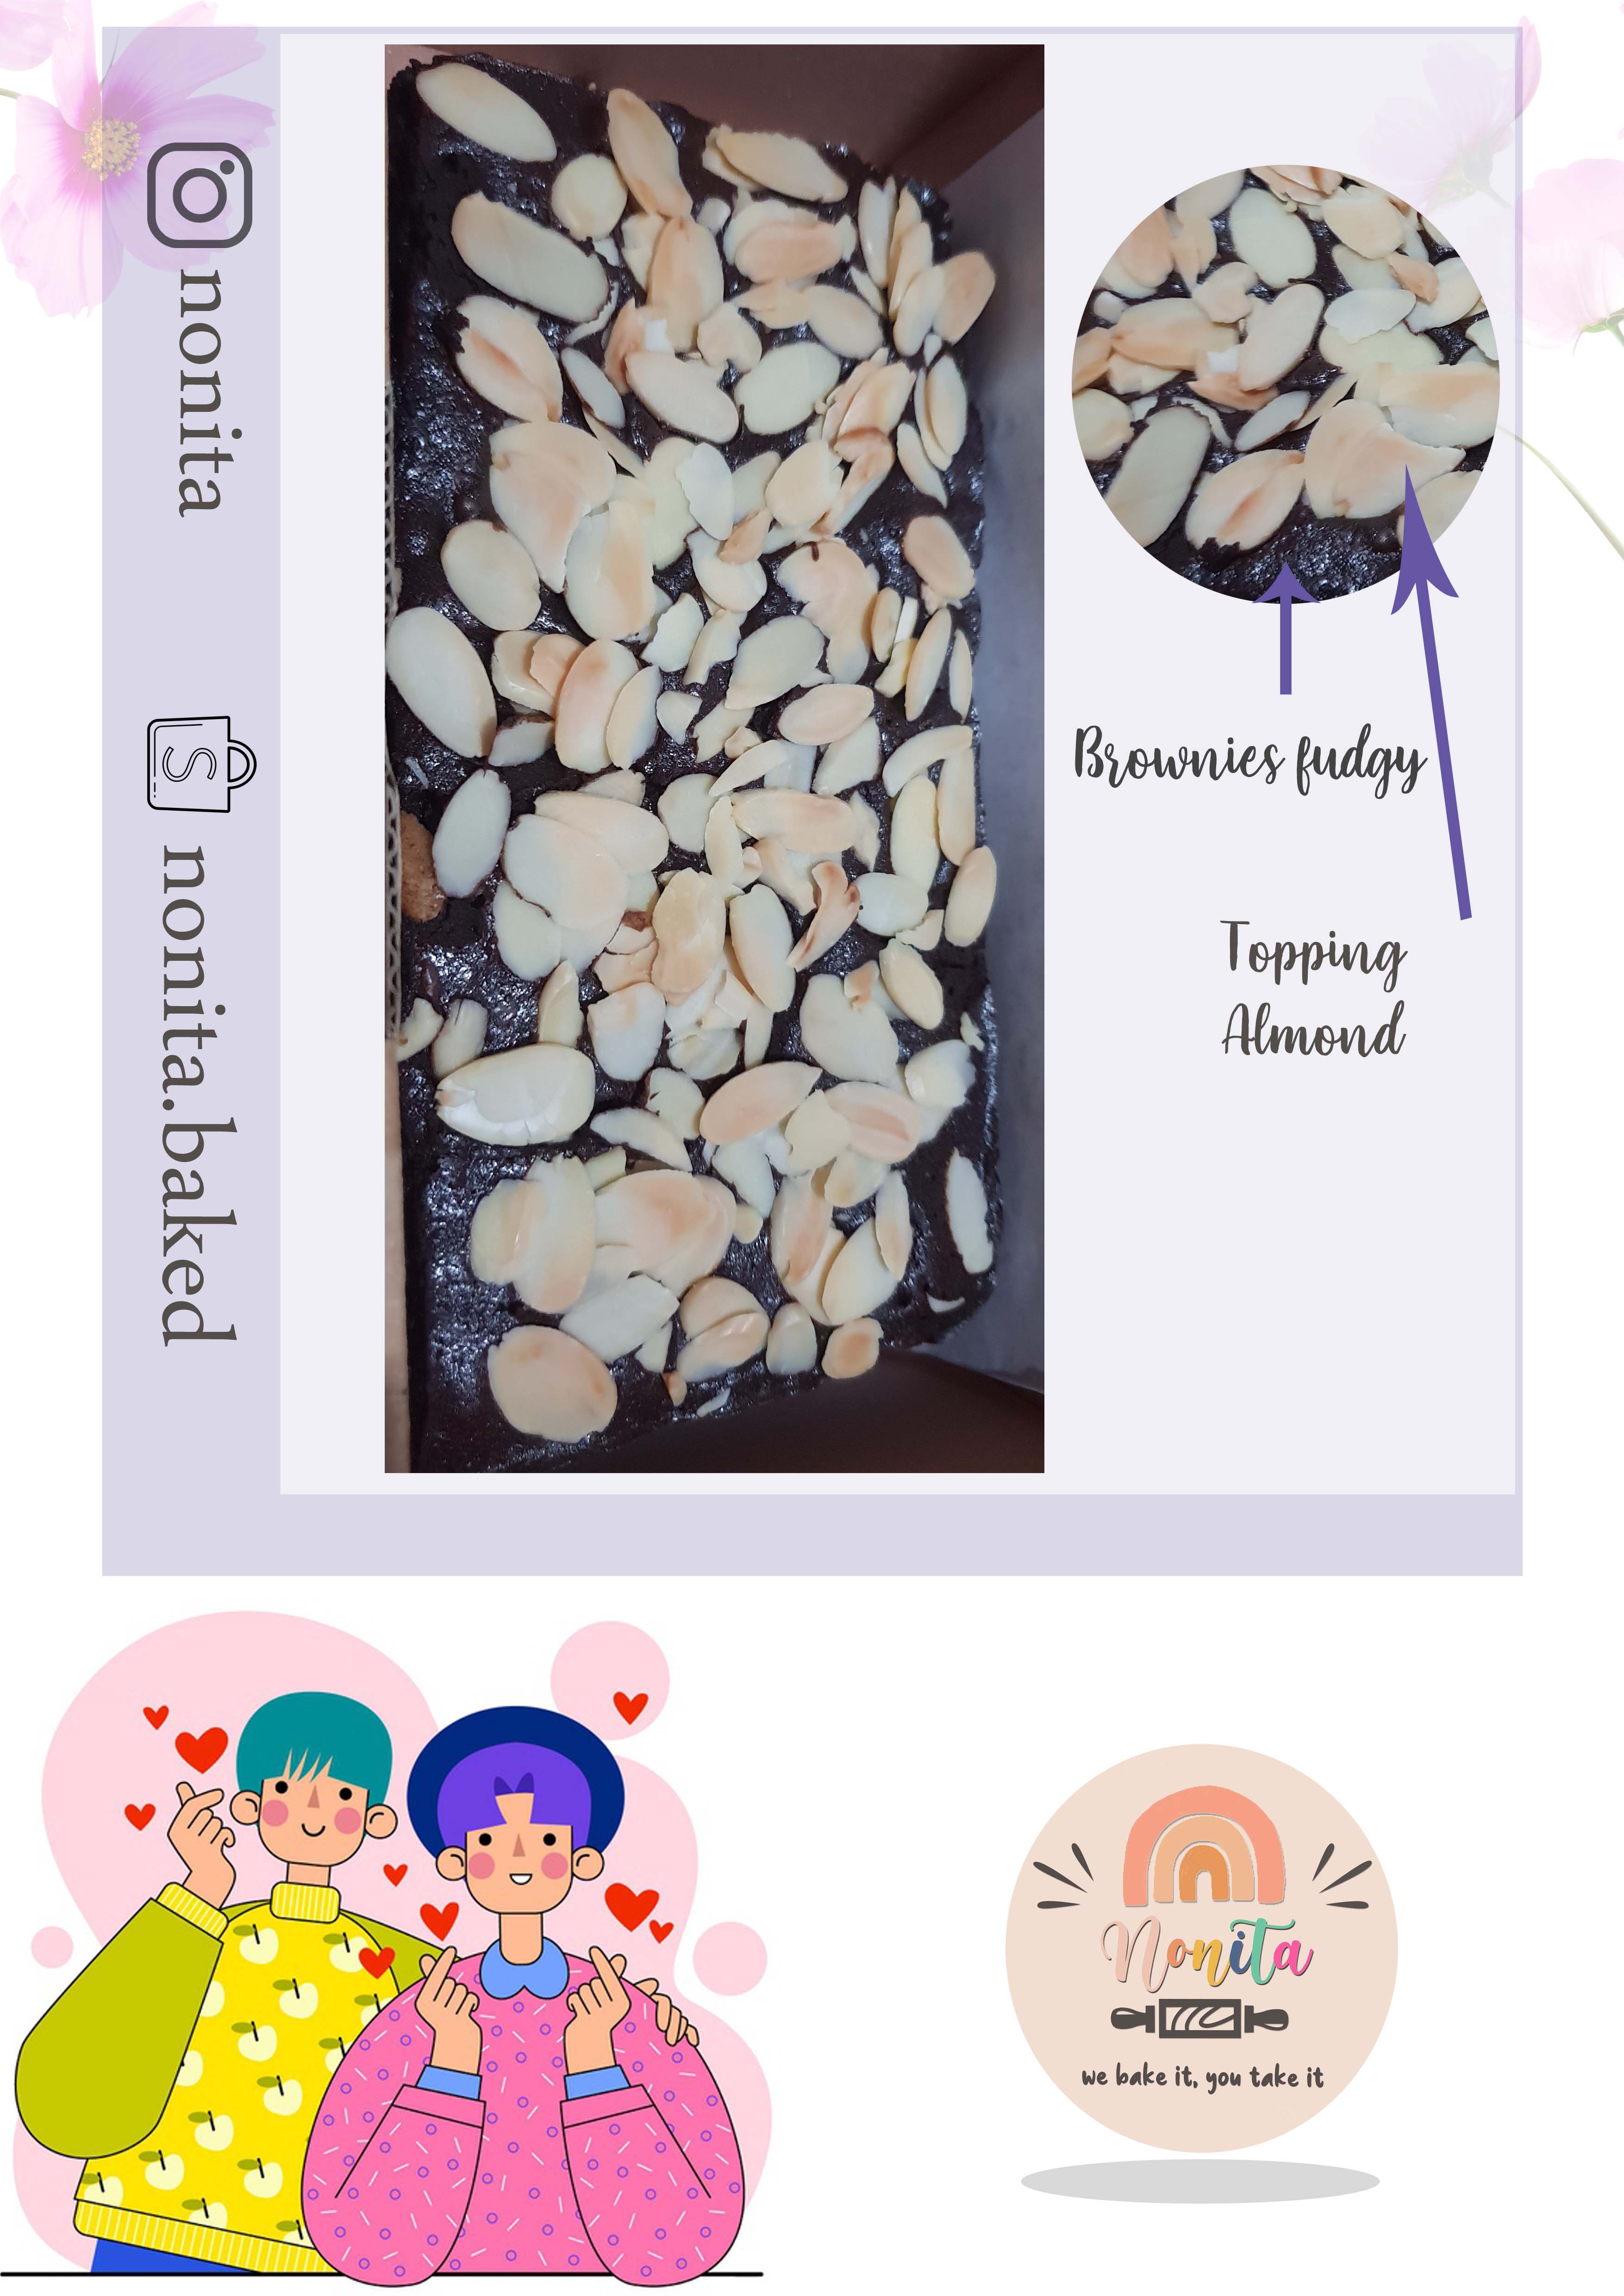 nonita
nonita.baked
Brownies fudgy
Topping
Almond
Nonita
we bake it, you take it